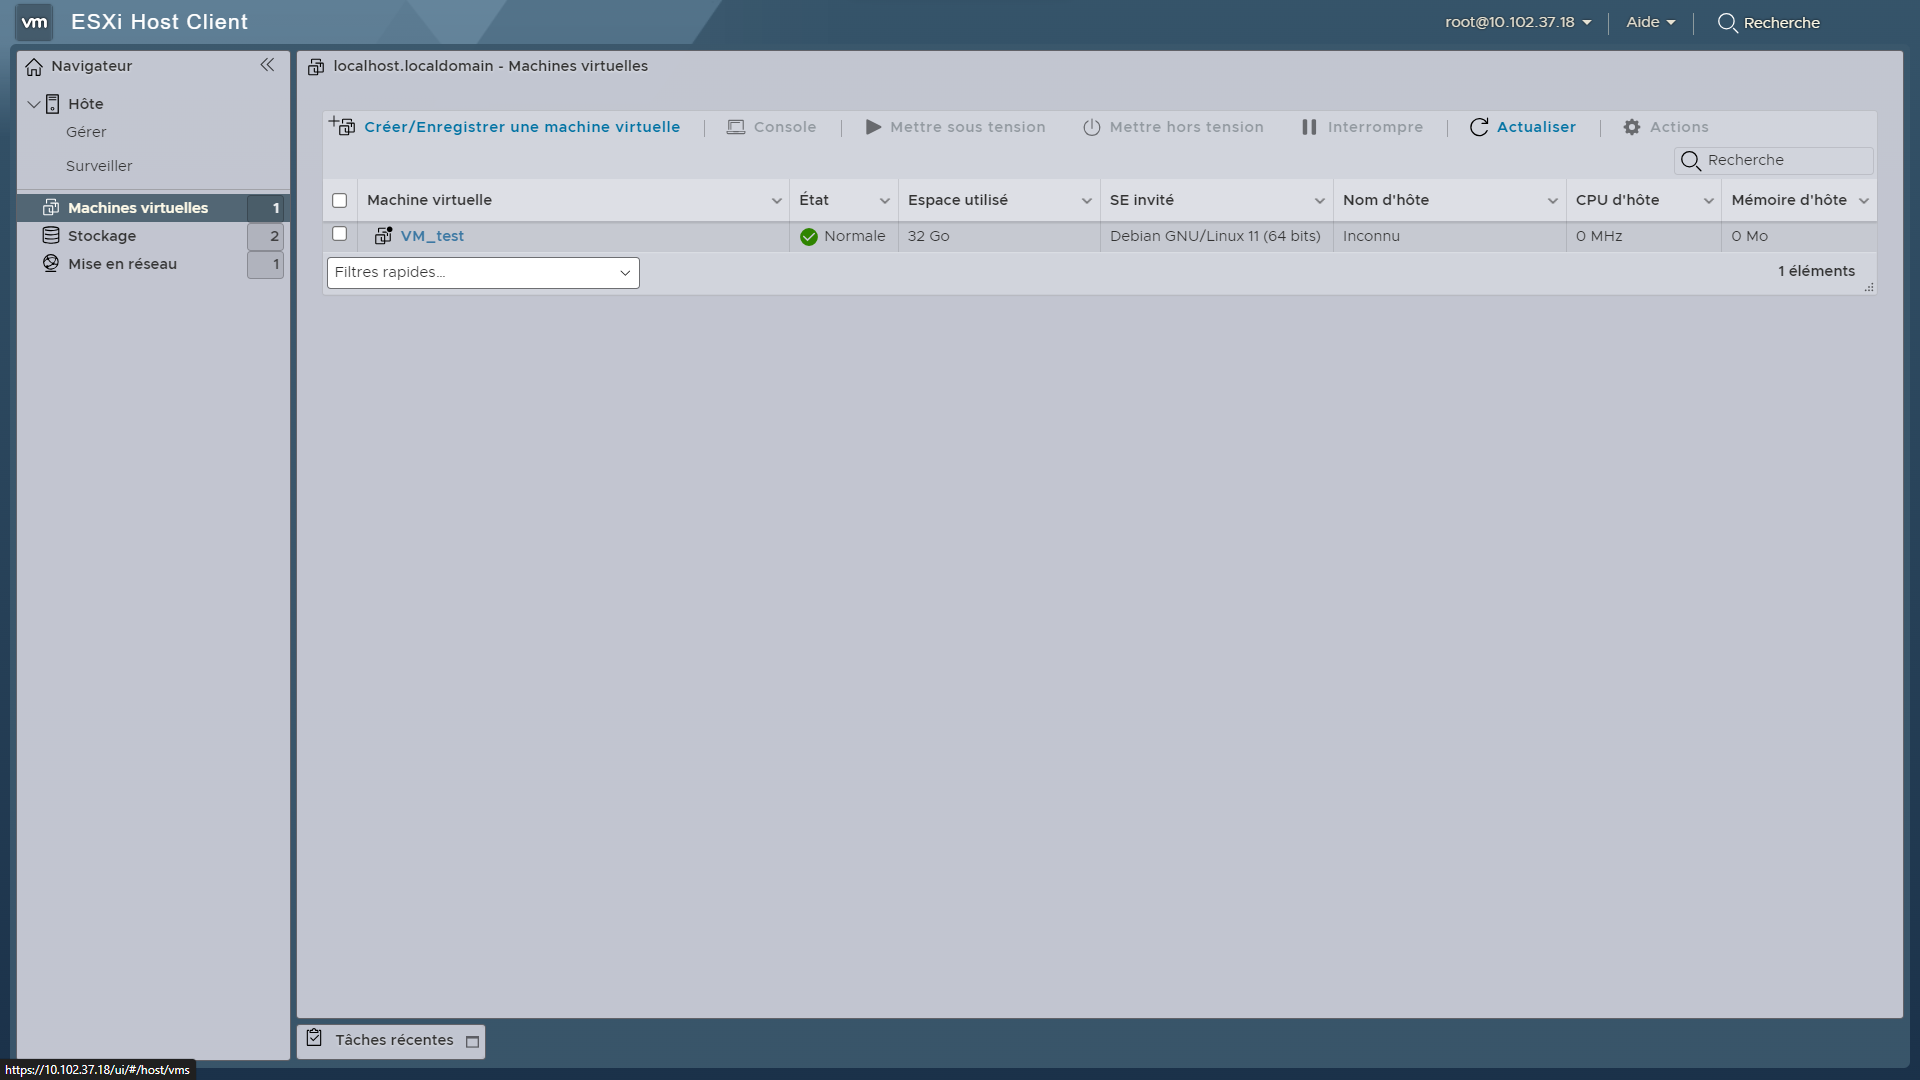 vm ESXi Host Client root@10.102.37.18 Aide Recherche
Navigateur
Hôte
Gérer
Surveiller
Machines virtuelles 1
Stockage 2
Mise en réseau 1
localhost.localdomain - Machines virtuelles
Créer/Enregistrer une machine virtuelle Console Mettre sous tension Mettre hors tension Interrompre Actualiser Actions
Recherche
Machine virtuelle État Espace utilisé SE invité Nom d'hôte CPU d'hôte Mémoire d'hôte
VM_test Normale 32 Go Debian GNU/Linux 11 (64 bits) Inconnu 0 MHz 0 Mo
Filtres rapides... 1 éléments
Tâches récentes
https://10.102.37.18/ui/#/host/vms